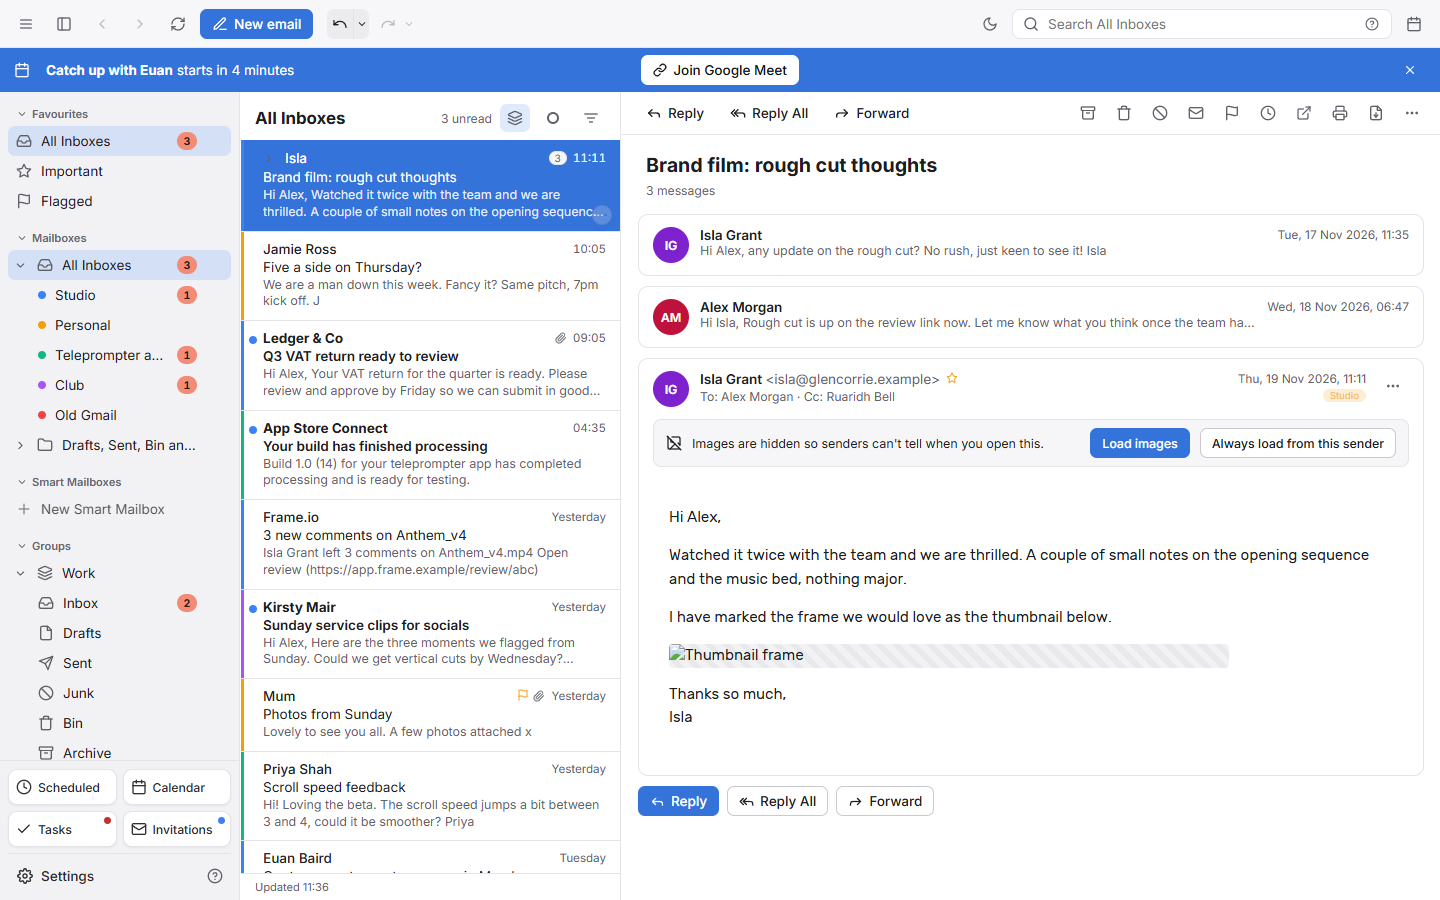 New email
Search All Inboxes
Catch up with Euan starts in 4 minutes
Join Google Meet
Favourites
All Inboxes 3
Important
Flagged
Mailboxes
All Inboxes 3
Studio 1
Personal
Teleprompter a... 1
Club 1
Old Gmail
Drafts, Sent, Bin an...
Smart Mailboxes
New Smart Mailbox
Groups
Work
Inbox 2
Drafts
Sent
Junk
Bin
Archive
Scheduled
Calendar
Tasks
Invitations
Settings
All Inboxes 3 unread
Isla 3 11:11
Brand film: rough cut thoughts
Hi Alex, Watched it twice with the team and we are
thrilled. A couple of small notes on the opening sequenc...
Jamie Ross 10:05
Five a side on Thursday?
We are a man down this week. Fancy it? Same pitch, 7pm
kick off. J
Ledger & Co 09:05
Q3 VAT return ready to review
Hi Alex, Your VAT return for the quarter is ready. Please
review and approve by Friday so we can submit in good...
App Store Connect 04:35
Your build has finished processing
Build 1.0 (14) for your teleprompter app has completed
processing and is ready for testing.
Frame.io Yesterday
3 new comments on Anthem_v4
Isla Grant left 3 comments on Anthem_v4.mp4 Open
review (https://app.frame.example/review/abc)
Kirsty Mair Yesterday
Sunday service clips for socials
Hi Alex, Here are the three moments we flagged from
Sunday. Could we get vertical cuts by Wednesday?...
Mum Yesterday
Photos from Sunday
Lovely to see you all. A few photos attached x
Priya Shah Yesterday
Scroll speed feedback
Hi! Loving the beta. The scroll speed jumps a bit between
3 and 4, could it be smoother? Priya
Euan Baird Tuesday
Updated 11:36
Reply
Reply All
Forward
Brand film: rough cut thoughts
3 messages
IG
Isla Grant Tue, 17 Nov 2026, 11:35
Hi Alex, any update on the rough cut? No rush, just keen to see it! Isla
AM
Alex Morgan Wed, 18 Nov 2026, 06:47
Hi Isla, Rough cut is up on the review link now. Let me know what you think once the team ha...
IG
Isla Grant <isla@glencorrie.example> Thu, 19 Nov 2026, 11:11
To: Alex Morgan · Cc: Ruaridh Bell Studio
Images are hidden so senders can't tell when you open this.
Load images
Always load from this sender
Hi Alex,
Watched it twice with the team and we are thrilled. A couple of small notes on the opening sequence
and the music bed, nothing major.
I have marked the frame we would love as the thumbnail below.
Thumbnail frame
Thanks so much,
Isla
Reply
Reply All
Forward